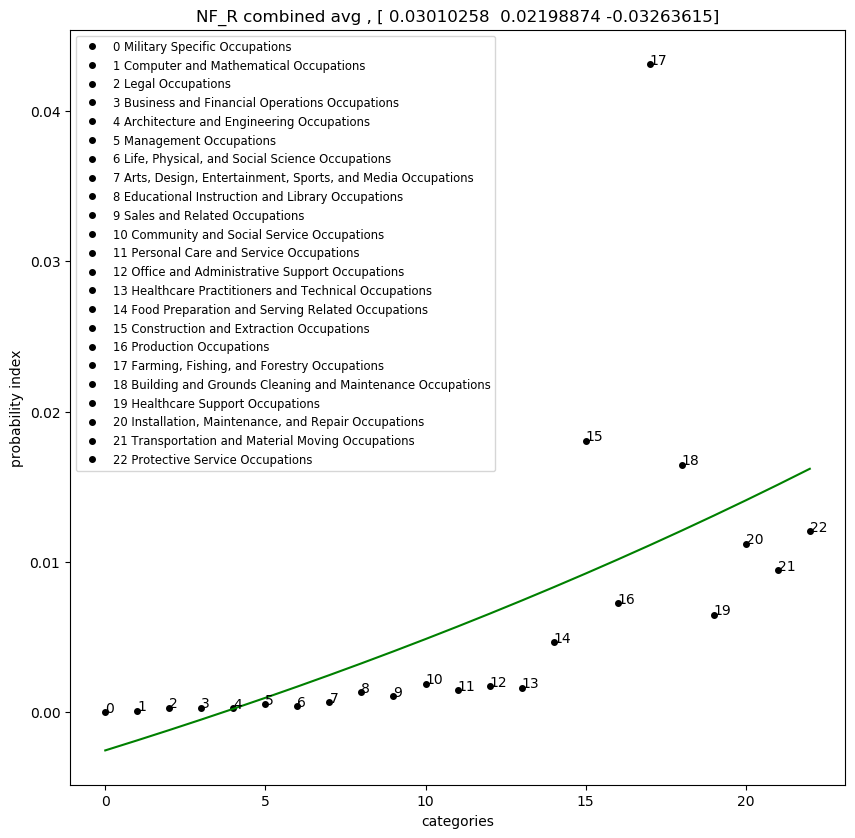 NF_R combined avg , [ 0.03010258  0.02198874 -0.03263615]
0 Military Specific Occupations
1 Computer and Mathematical Occupations
2 Legal Occupations
3 Business and Financial Operations Occupations
4 Architecture and Engineering Occupations
5 Management Occupations
6 Life, Physical, and Social Science Occupations
7 Arts, Design, Entertainment, Sports, and Media Occupations
8 Educational Instruction and Library Occupations
9 Sales and Related Occupations
10 Community and Social Service Occupations
11 Personal Care and Service Occupations
12 Office and Administrative Support Occupations
13 Healthcare Practitioners and Technical Occupations
14 Food Preparation and Serving Related Occupations
15 Construction and Extraction Occupations
16 Production Occupations
17 Farming, Fishing, and Forestry Occupations
18 Building and Grounds Cleaning and Maintenance Occupations
19 Healthcare Support Occupations
20 Installation, Maintenance, and Repair Occupations
21 Transportation and Material Moving Occupations
22 Protective Service Occupations
probability index
0.04
0.03
0.02
0.01
0.00
0
1
2
3
4
5
6
7
8
9
10
11
12
13
14
15
16
17
18
19
20
21
22
0
5
10
15
20
categories